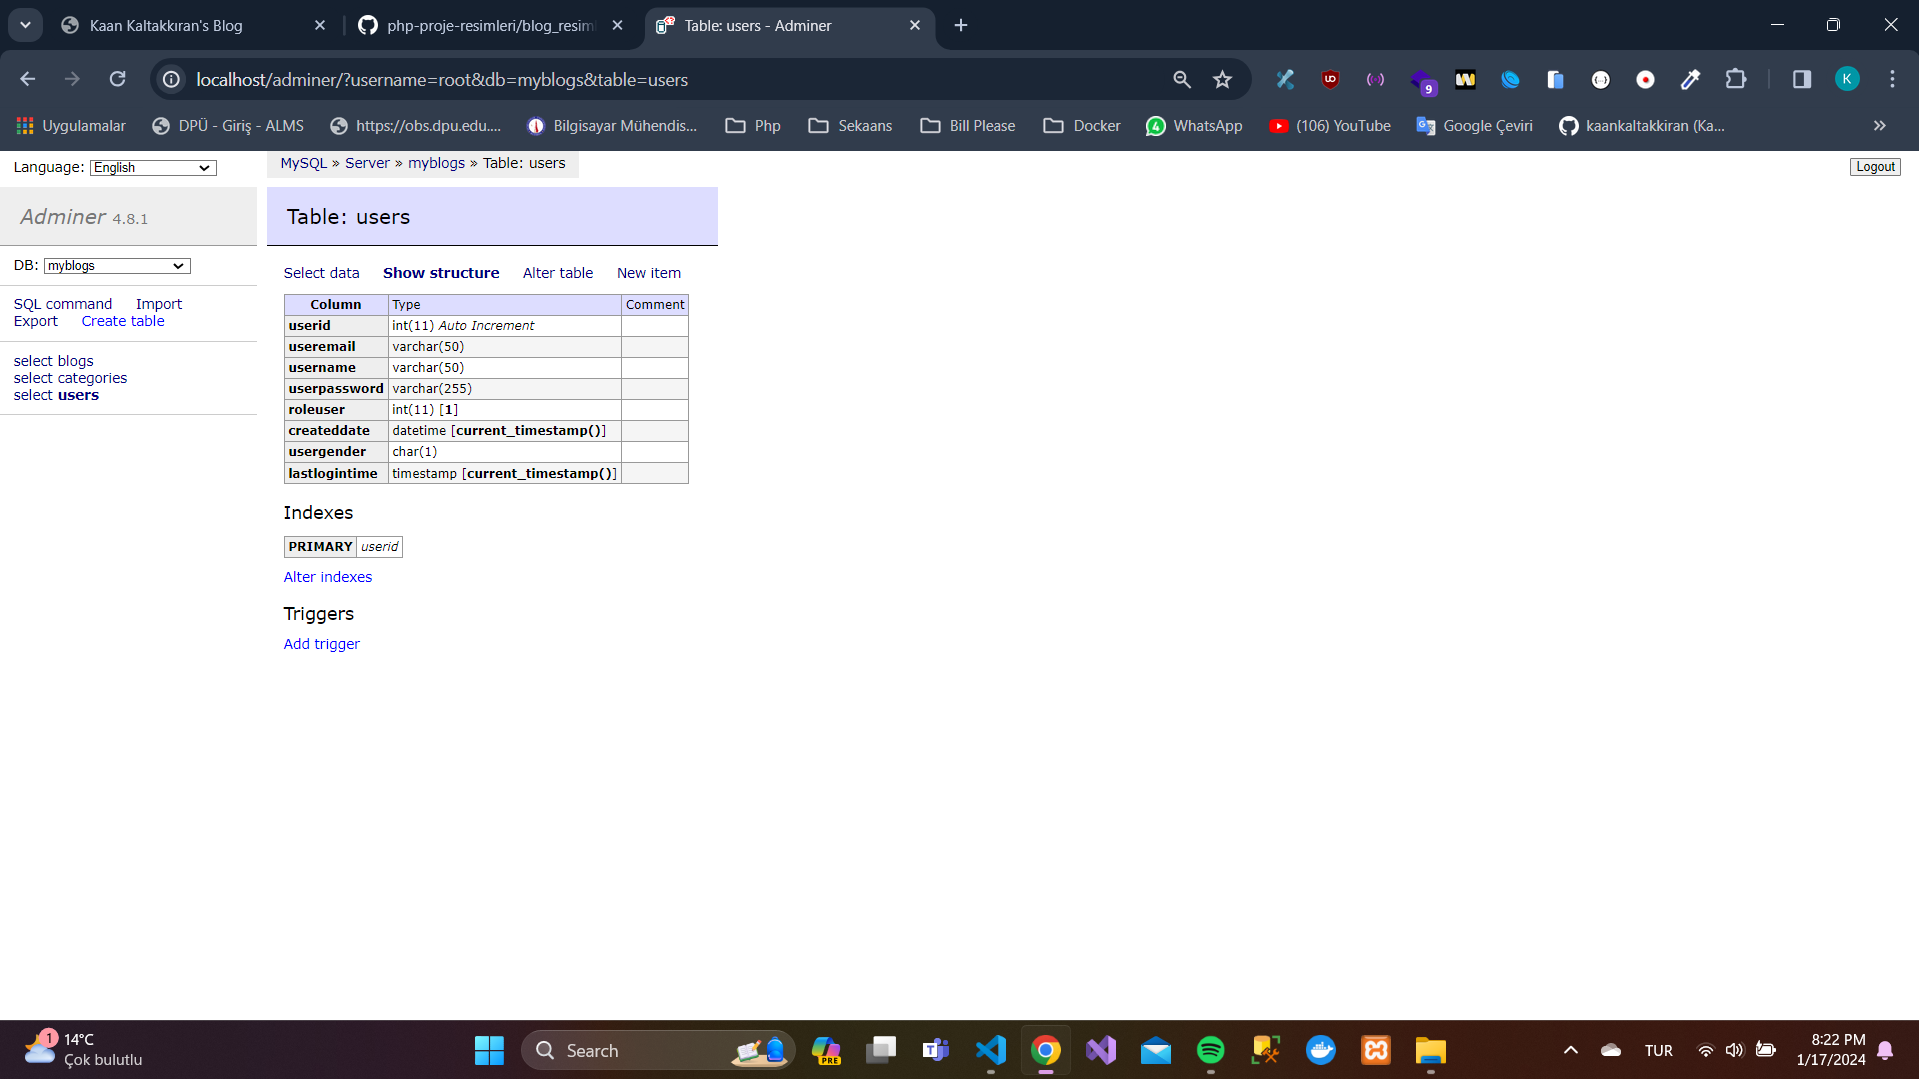 Kaan Kaltakkıran's Blog
php-proje-resimleri/blog_resiml
Table: users - Adminer
localhost/adminer/?username=root&db=myblogs&table=users
9
K
Uygulamalar
DPÜ - Giriş - ALMS
https://obs.dpu.edu....
Bilgisayar Mühendis...
Php
Sekaans
Bill Please
Docker
4
WhatsApp
(106) YouTube
Google Çeviri
kaankaltakkiran (Ka...
Language: English
MySQL » Server » myblogs » Table: users
Logout
Adminer 4.8.1
Table: users
DB: myblogs
Select data Show structure Alter table New item
SQL command Import
Export Create table
select blogs
select categories
select users
Column Type Comment
userid int(11) Auto Increment
useremail varchar(50)
username varchar(50)
userpassword varchar(255)
roleuser int(11) [1]
createddate datetime [current_timestamp()]
usergender char(1)
lastlogintime timestamp [current_timestamp()]
Indexes
PRIMARY userid
Alter indexes
Triggers
Add trigger
1
14°C
Çok bulutlu
Search
PRE
TUR
8:22 PM
1/17/2024